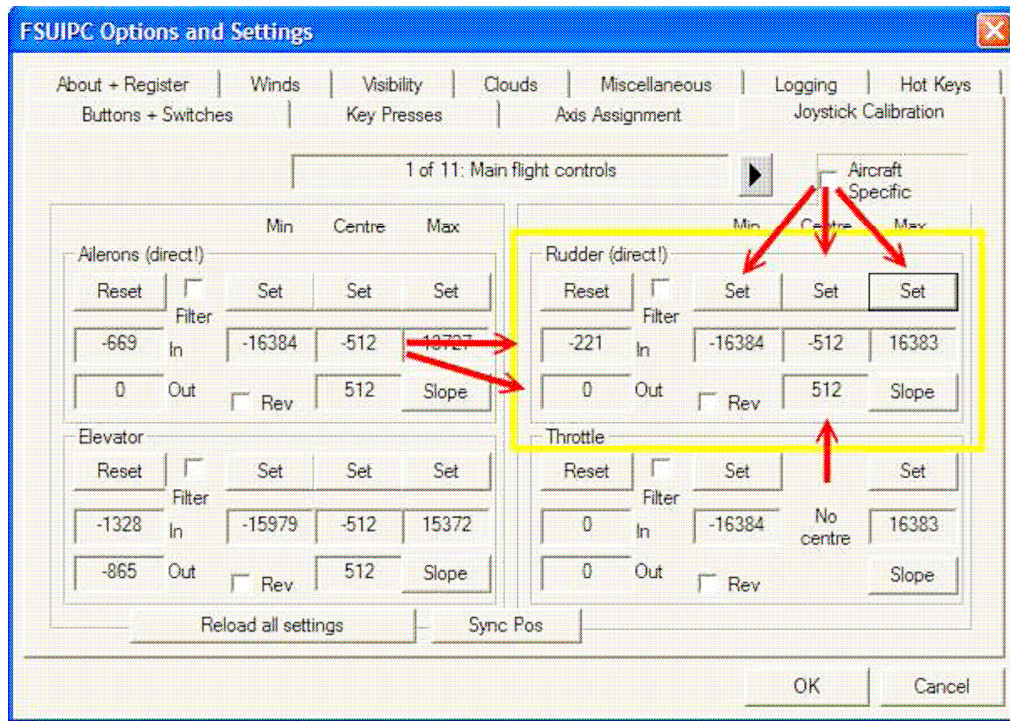 FSUIPC Options and Settings
About + Register Winds Visibility Clouds Miscellaneous Logging Hot Keys
Buttons + Switches Key Presses Axis Assignment Joystick Calibration
1 of 11: Main flight controls
Aircraft
Specific
Min Centre Max
Min Centre Max
Ailerons (direct!)
Reset Set Set Set
Filter
-669 In -16384 -512
0 Out Rev 512 Slope
Rudder (direct!)
Reset Set Set Set
Filter
-221 In -16384 -512 16383
0 Out Rev 512 Slope
Elevator
Reset Set Set Set
Filter
-1328 In -15979 -512 15372
-865 Out Rev 512 Slope
Throttle
Reset Set Set
Filter
0 In -16384 No
centre 16383
0 Out Rev Slope
Reload all settings Sync Pos
OK Cancel